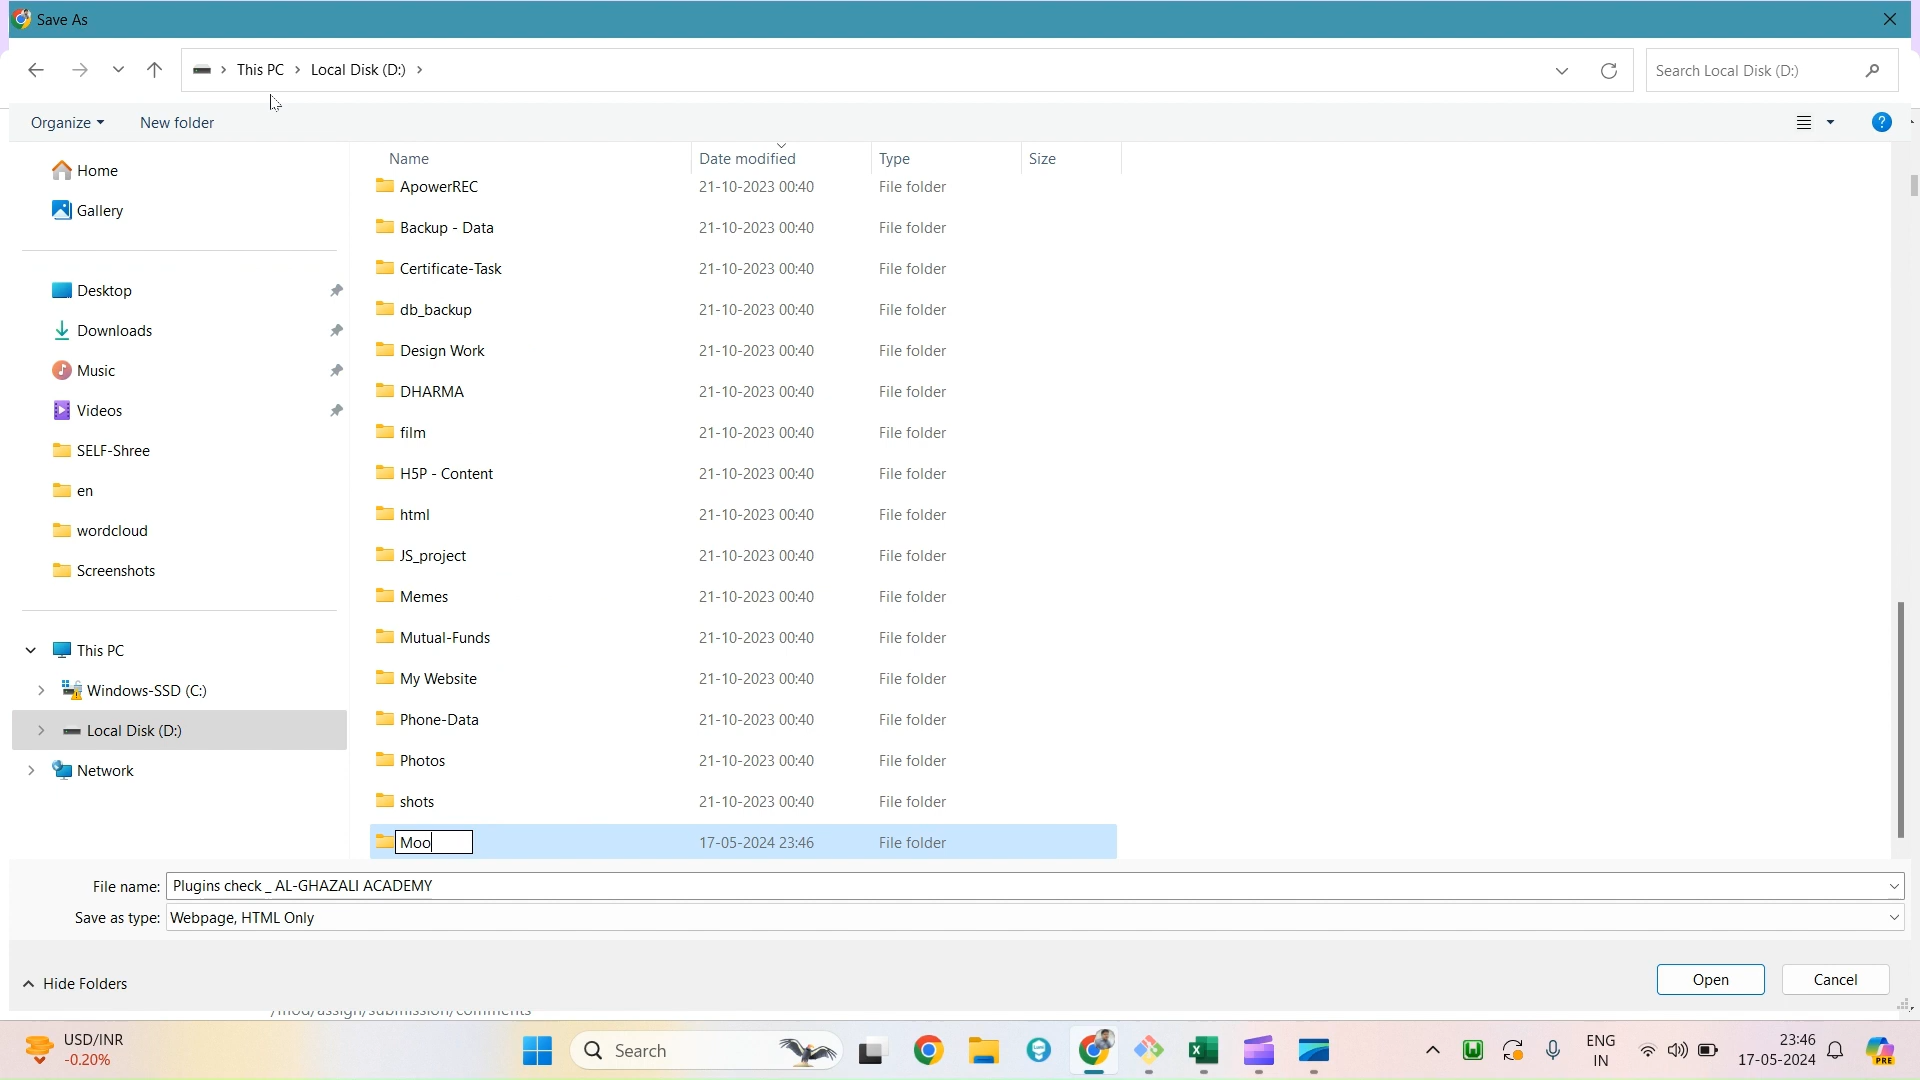 Save As
This PC > Local Disk (D:) >
Search Local Disk (D:)
Organize
New folder
Name Date modified Type Size
Home
Gallery
Desktop
Downloads
Music
Videos
SELF-Shree
en
wordcloud
Screenshots
This PC
Windows-SSD (C:)
Local Disk (D:)
Network
ApowerREC 21-10-2023 00:40 File folder
Backup - Data 21-10-2023 00:40 File folder
Certificate-Task 21-10-2023 00:40 File folder
db_backup 21-10-2023 00:40 File folder
Design Work 21-10-2023 00:40 File folder
DHARMA 21-10-2023 00:40 File folder
film 21-10-2023 00:40 File folder
H5P - Content 21-10-2023 00:40 File folder
html 21-10-2023 00:40 File folder
JS_project 21-10-2023 00:40 File folder
Memes 21-10-2023 00:40 File folder
Mutual-Funds 21-10-2023 00:40 File folder
My Website 21-10-2023 00:40 File folder
Phone-Data 21-10-2023 00:40 File folder
Photos 21-10-2023 00:40 File folder
shots 21-10-2023 00:40 File folder
Moo 17-05-2024 23:46 File folder
File name: Plugins check _ AL-GHAZALI ACADEMY
Save as type: Webpage, HTML Only
Hide Folders
Open
Cancel
/mod/assign/submission/comments
USD/INR
-0.20%
Search
ENG
IN
23:46
17-05-2024
PRE